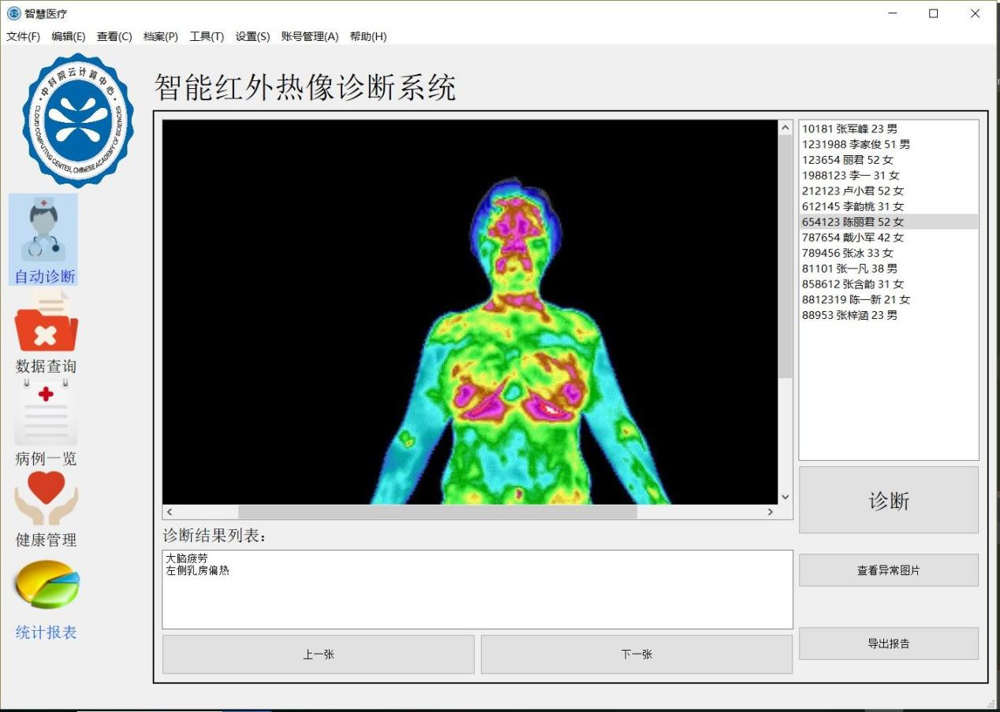 智慧医疗
文件(F) 编辑(E) 查看(C) 档案(P) 工具(T) 设置(S) 账号管理(A) 帮助(H)
中科院云计算中心
CLOUD COMPUTING CENTER, CHINESE ACADEMY OF SCIENCES
智能红外热像诊断系统
自动诊断
数据查询
病例一览
健康管理
统计报表
10181 张军峰 23 男
1231988 李家俊 51 男
123654 丽君 52 女
1988123 李一 31 女
212123 卢小君 52 女
612145 李韵桃 31 女
654123 陈丽君 52 女
787654 戴小军 42 女
789456 张冰 33 女
81101 张一凡 38 男
858612 张含韵 31 女
8812319 陈一新 21 女
88953 张梓涵 23 男
诊断
诊断结果列表：
大脑疲劳
左侧乳房偏热
查看异常图片
导出报告
上一张
下一张